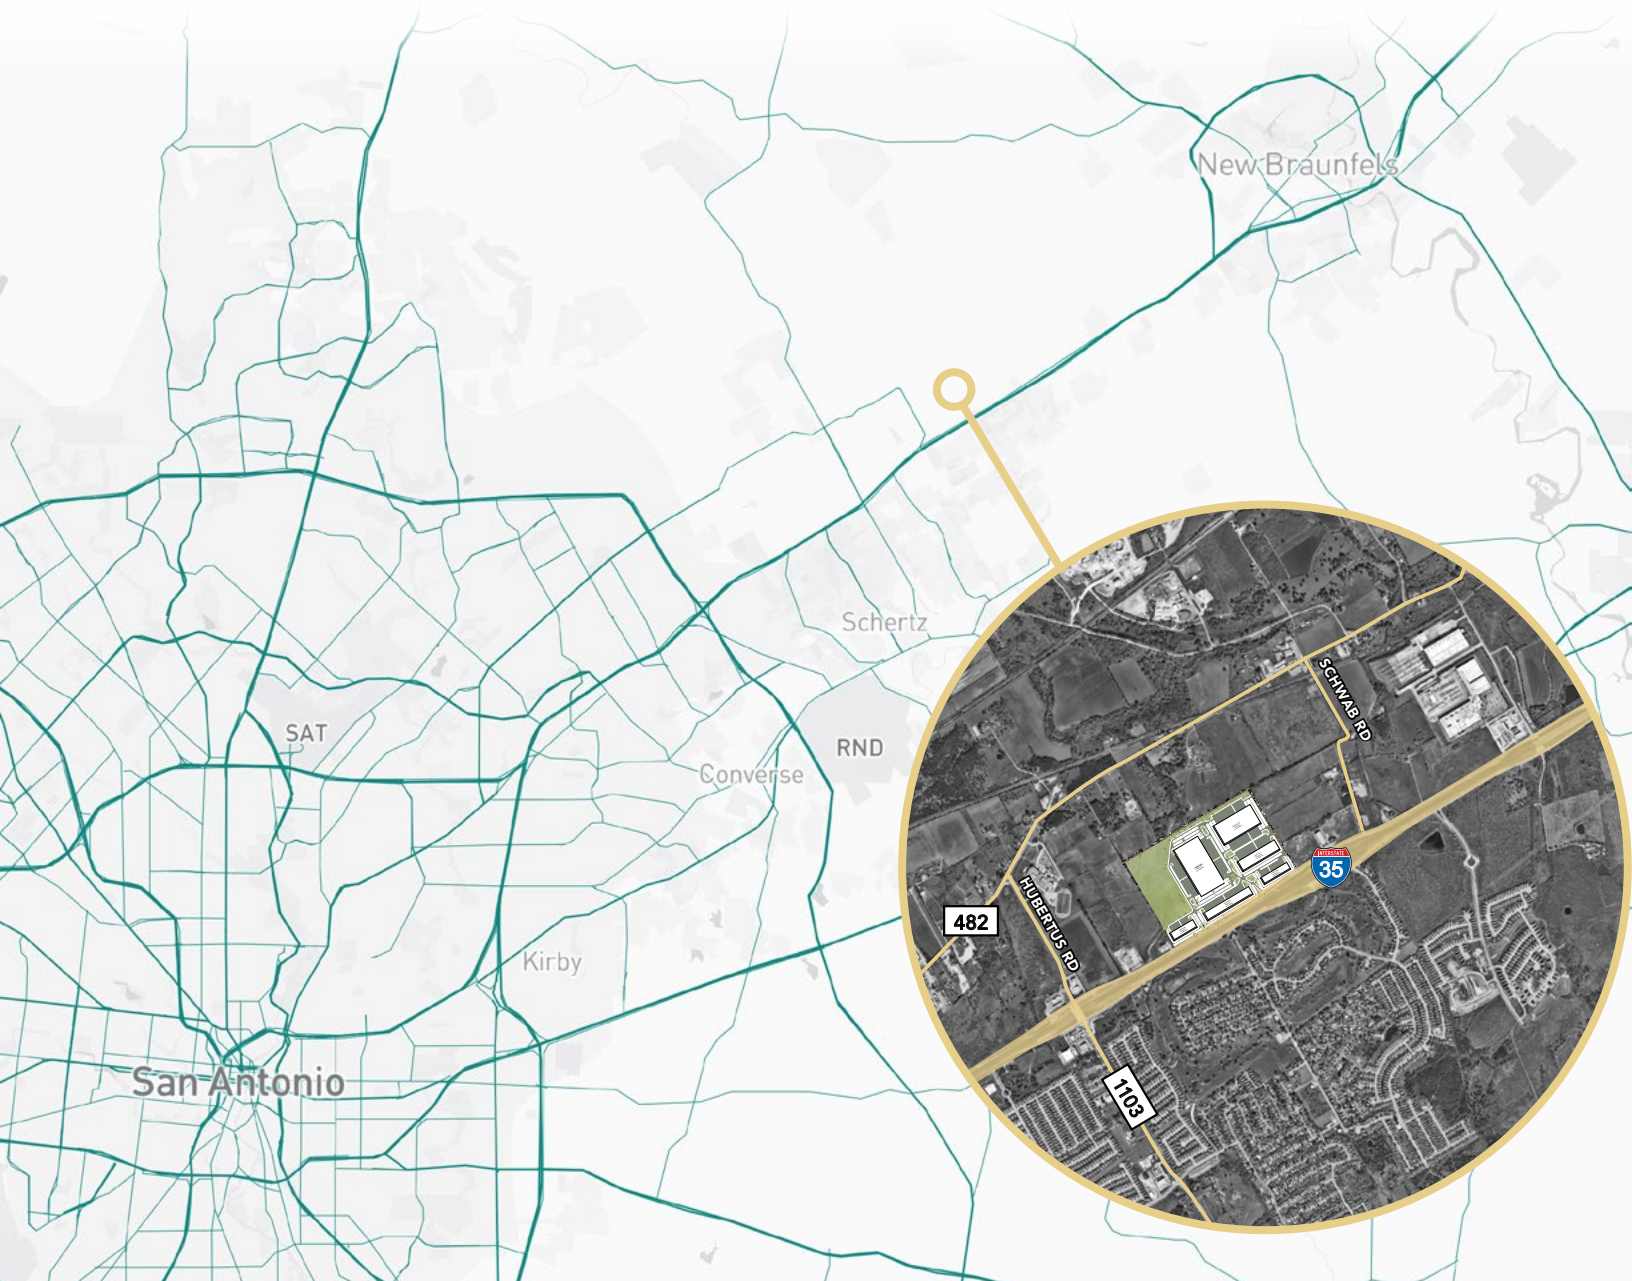 New Braunfels
Schertz
SCHWAB RD
SAT
RND
Converse
INTERSTATE
35
HUBERTUS RD
482
Kirby
San Antonio
1103